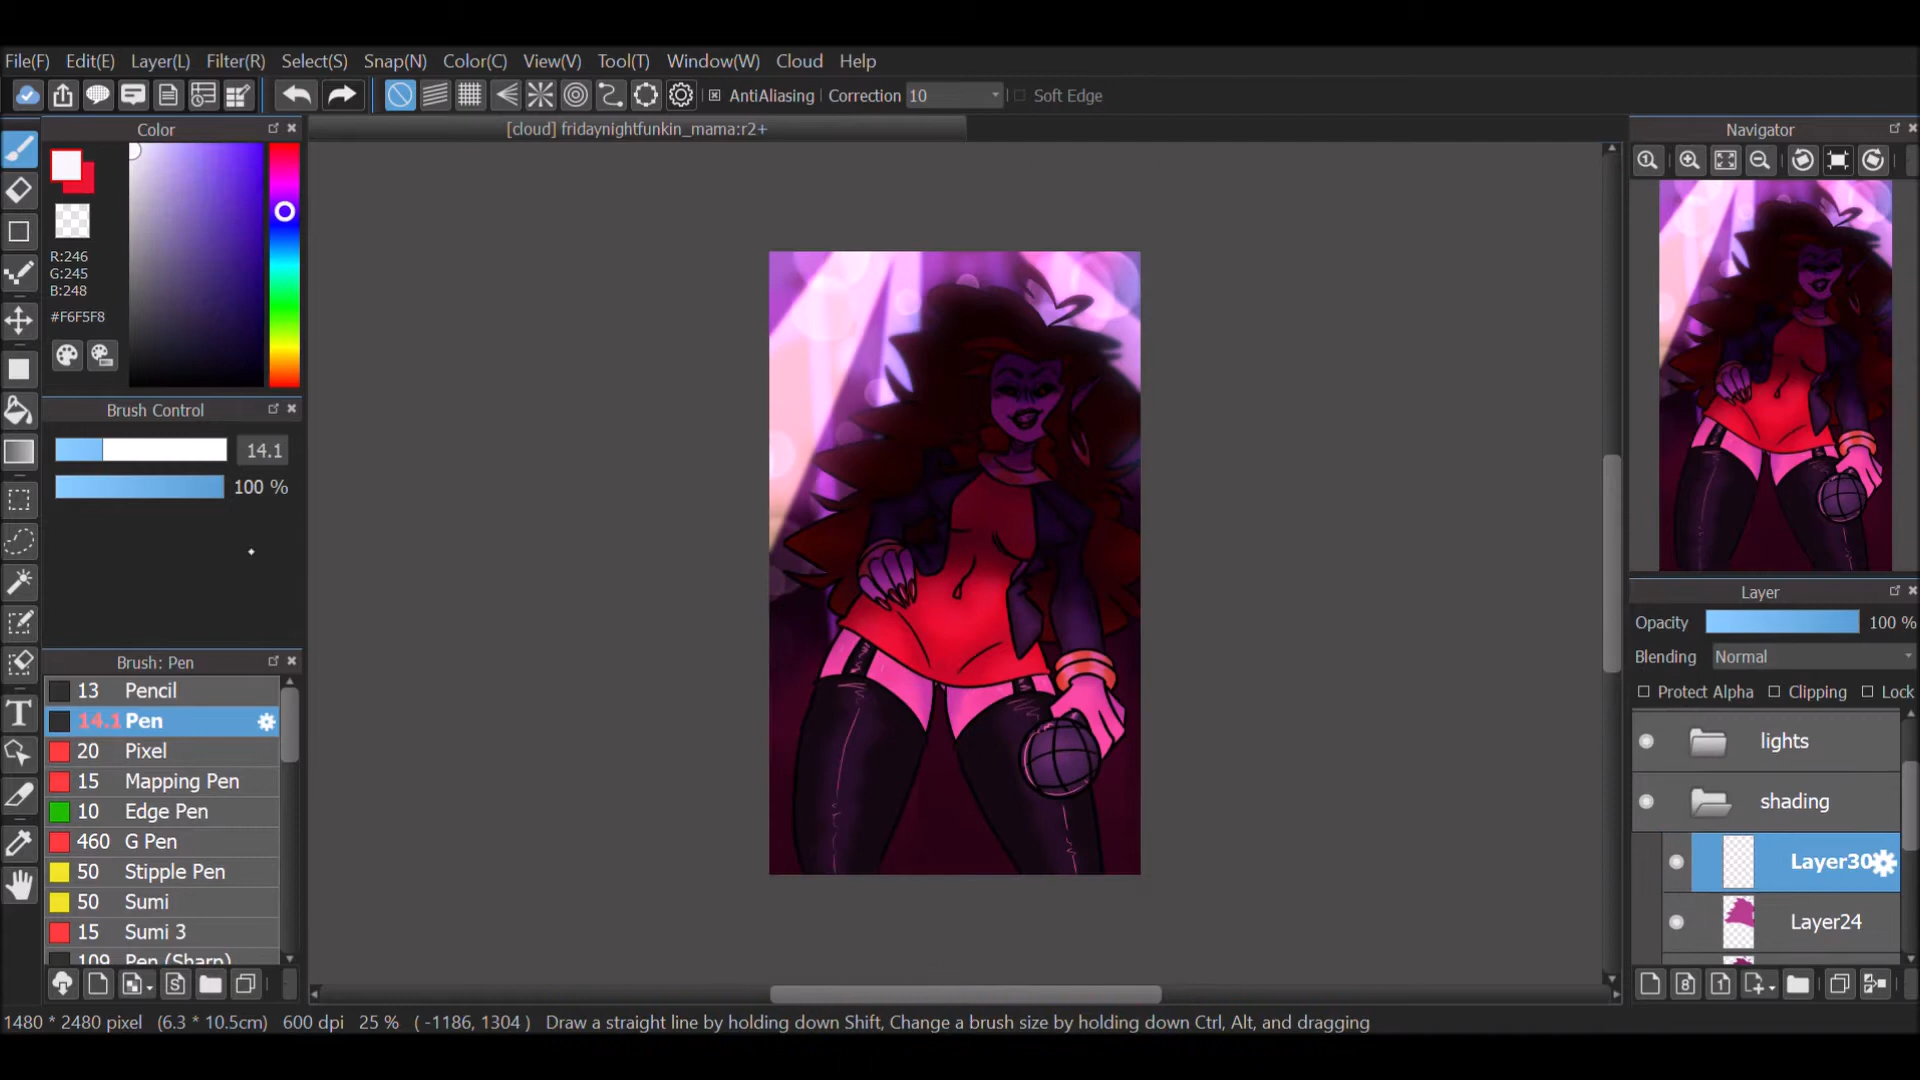 File(F) Edit(E) Layer(L) Filter(R) Select(S) Snap(N) Color(C) View(V) Tool(T) Window(W) Cloud Help
AntiAliasing Correction 10 Soft Edge
Color
[cloud] fridaynightfunkin_mama:r2+
Navigator
R:246
G:245
B:248
#F6F5F8
Brush Control
14.1
100 %
Brush: Pen
13 Pencil
14.1 Pen
20 Pixel
15 Mapping Pen
10 Edge Pen
460 G Pen
50 Stipple Pen
50 Sumi
15 Sumi 3
109 Pen (Sharp)
Layer
Opacity 100 %
Blending Normal
Protect Alpha Clipping Lock
lights
shading
Layer30
Layer24
1480 * 2480 pixel (6.3 * 10.5cm) 600 dpi 25 % ( -1186, 1304 ) Draw a straight line by holding down Shift, Change a brush size by holding down Ctrl, Alt, and dragging